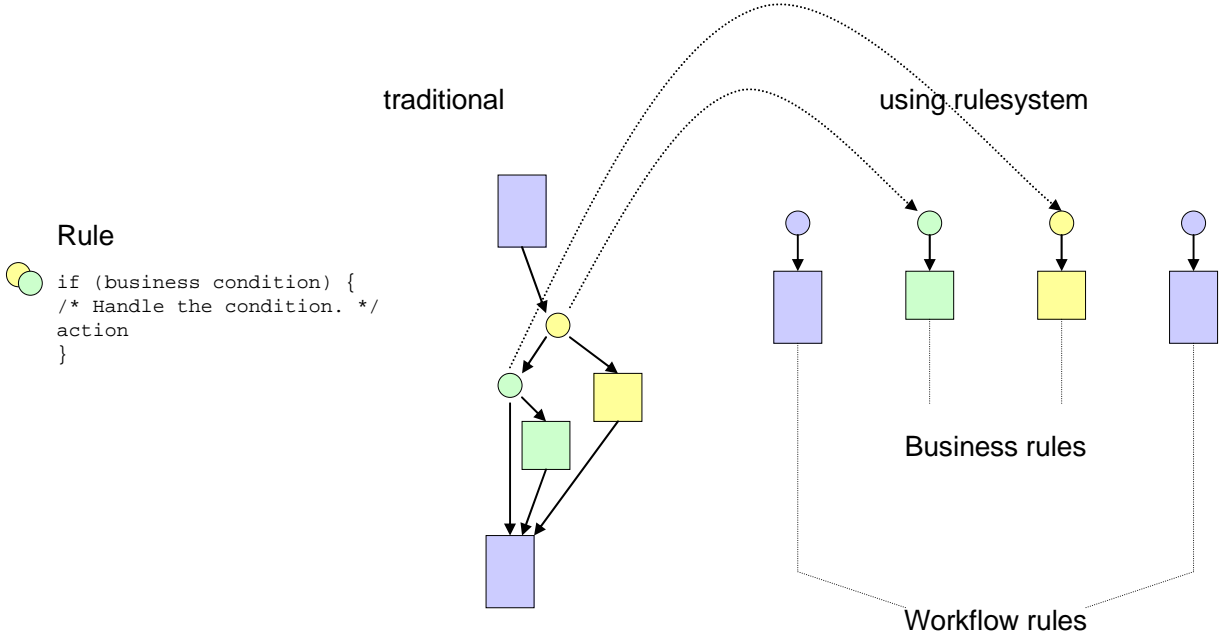 traditional
using rulesystem
Rule
if (business condition) {
/* Handle the condition. */
action
}
Business rules
Workflow rules